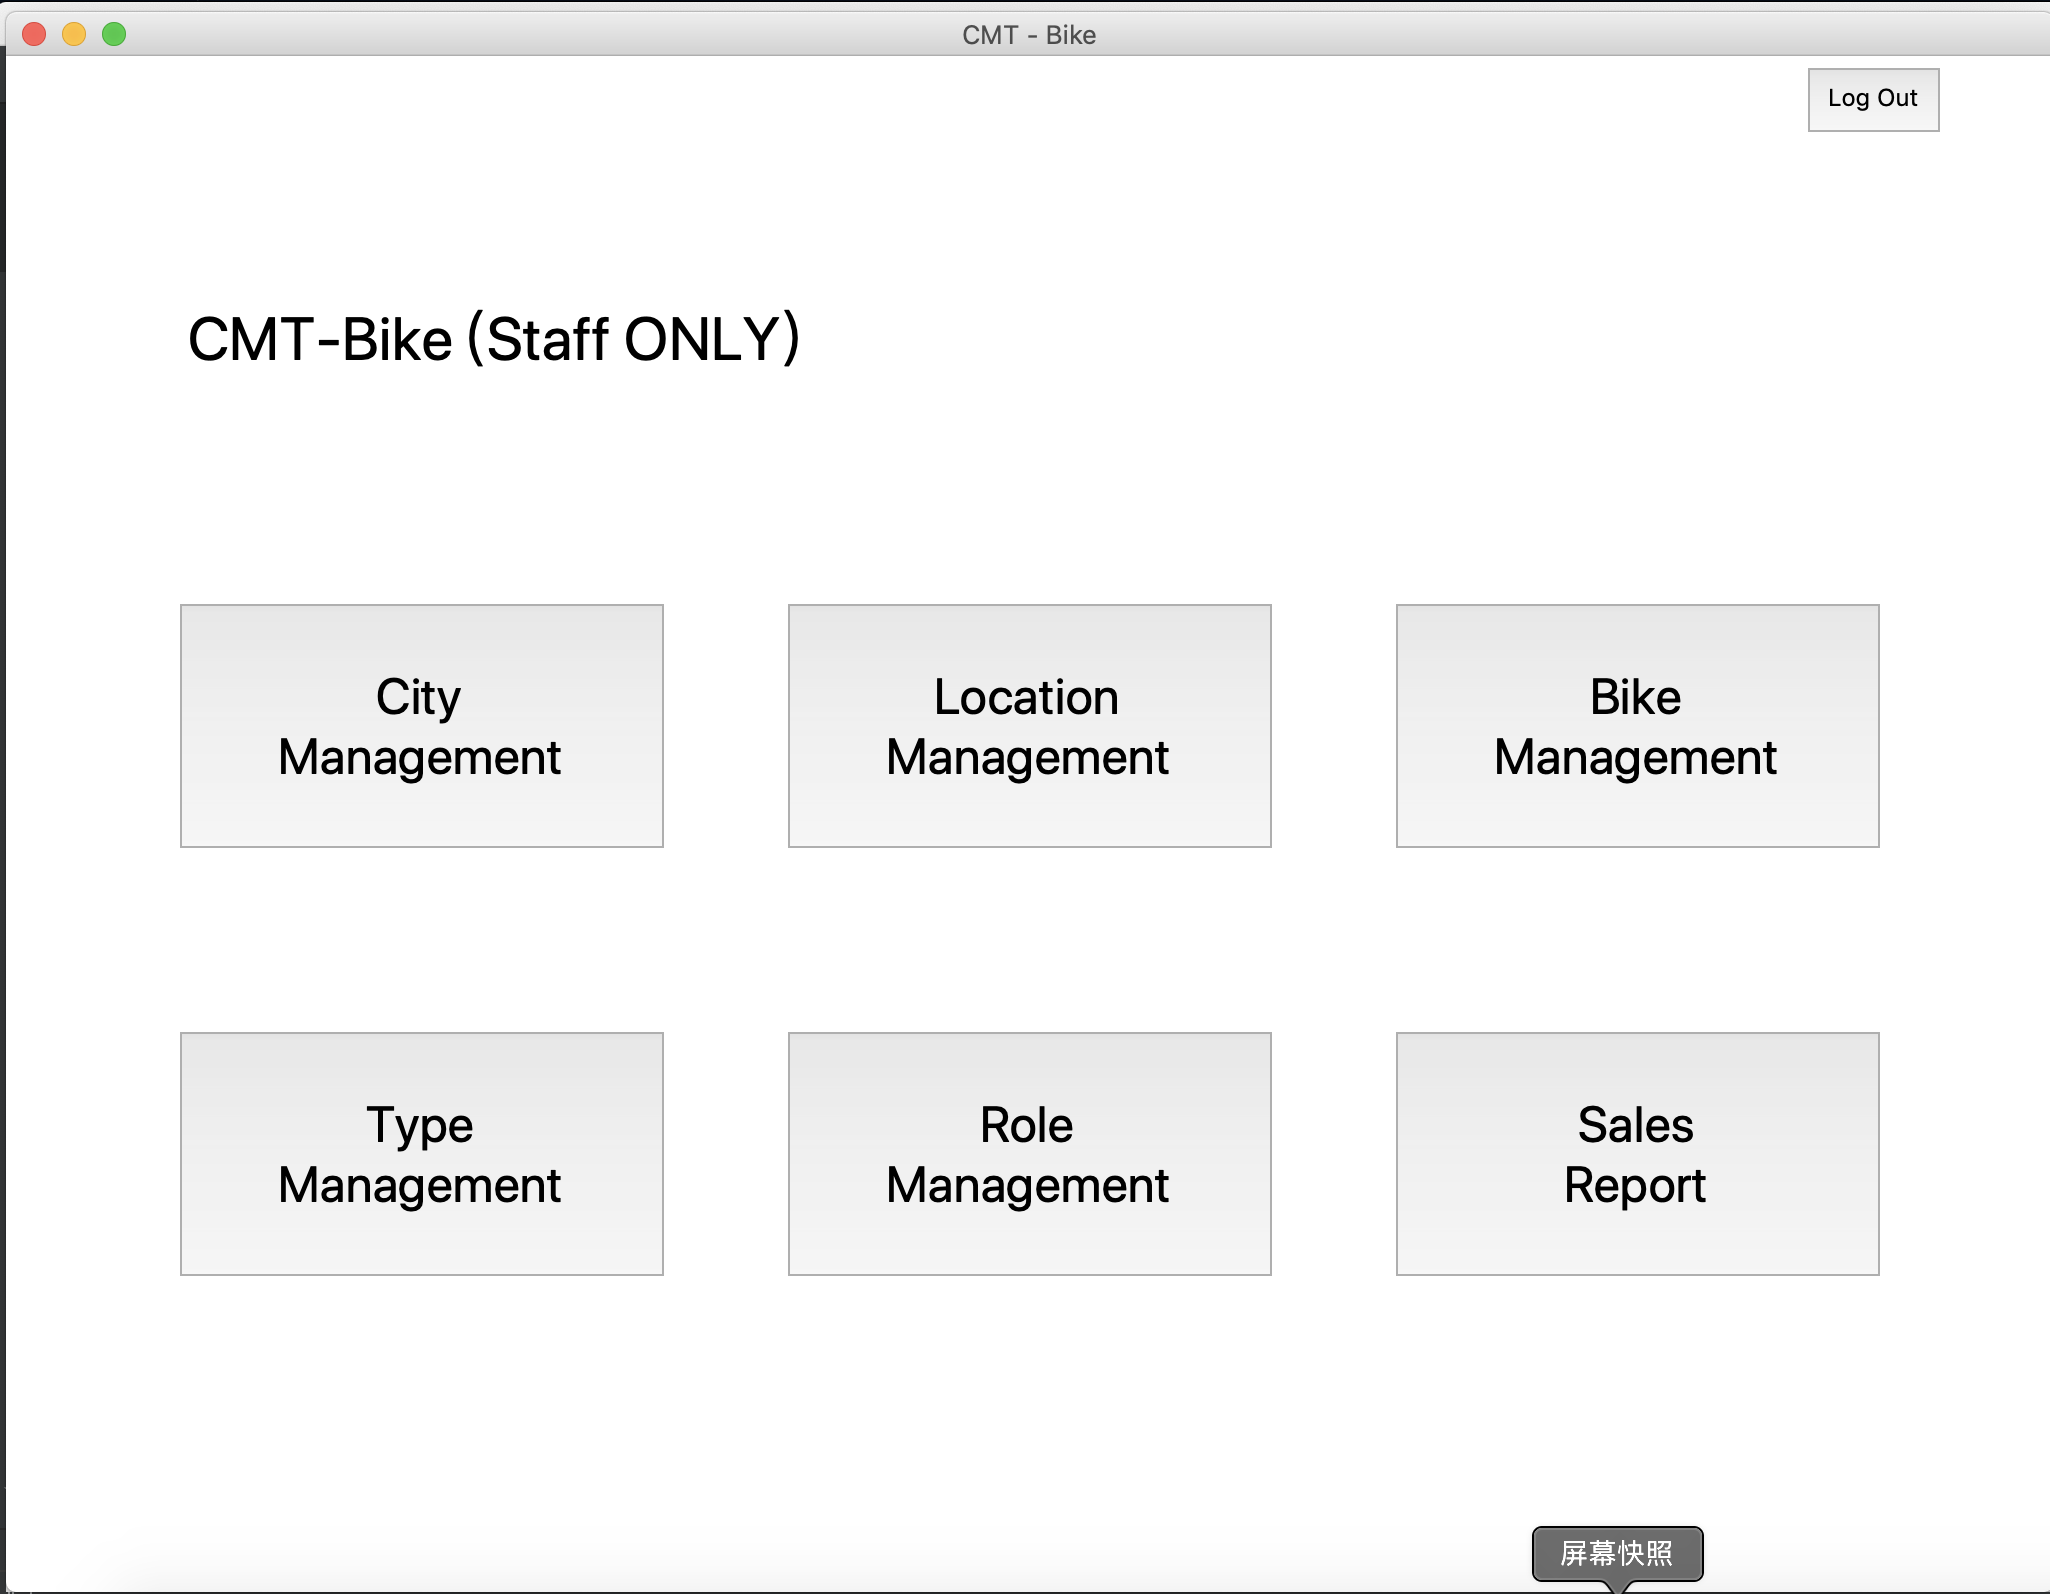 CMT - Bike
Log Out
CMT-Bike (Staff ONLY)
City
Management
Location
Management
Bike
Management
Type
Management
Role
Management
Sales
Report
屏幕快照